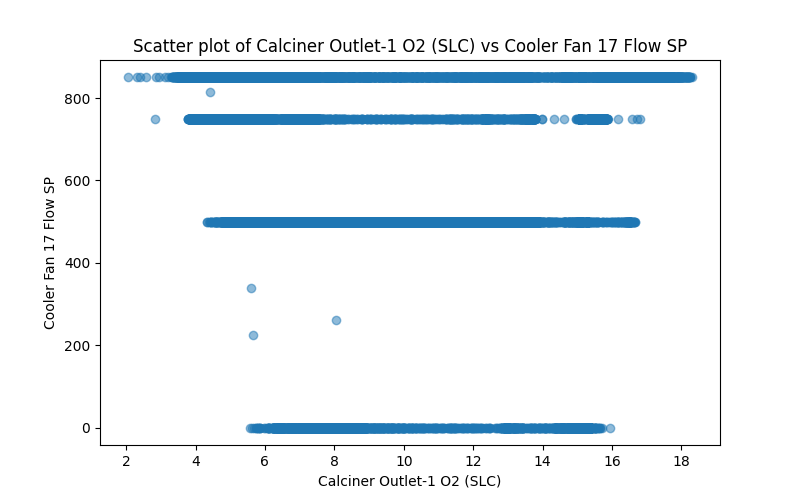 Scatter plot of Calciner Outlet-1 O2 (SLC) vs Cooler Fan 17 Flow SP
800
600
400
200
0
Cooler Fan 17 Flow SP
2 4 6 8 10 12 14 16 18
Calciner Outlet-1 O2 (SLC)